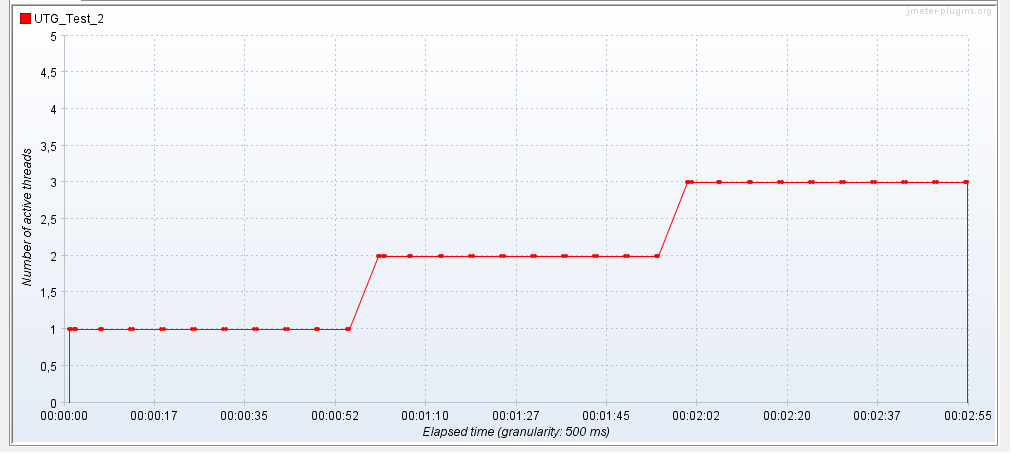 jmeter-plugins.org
UTG_Test_2
5
4,5
4
3,5
3
2,5
2
1,5
1
0,5
0
Number of active threads
00:00:00 00:00:17 00:00:35 00:00:52 00:01:10 00:01:27 00:01:45 00:02:02 00:02:20 00:02:37 00:02:55
Elapsed time (granularity: 500 ms)